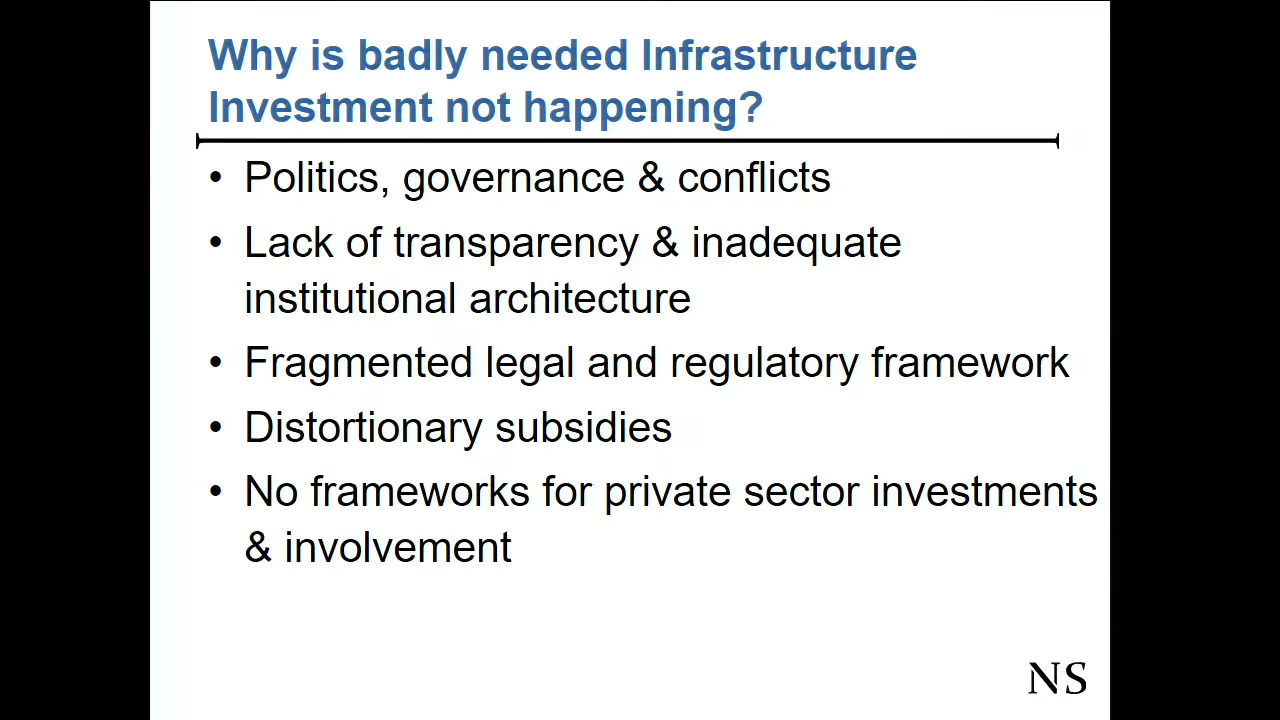 Why is badly needed Infrastructure
Investment not happening?
• Politics, governance & conflicts
• Lack of transparency & inadequate
institutional architecture
• Fragmented legal and regulatory framework
• Distortionary subsidies
• No frameworks for private sector investments
& involvement
NS